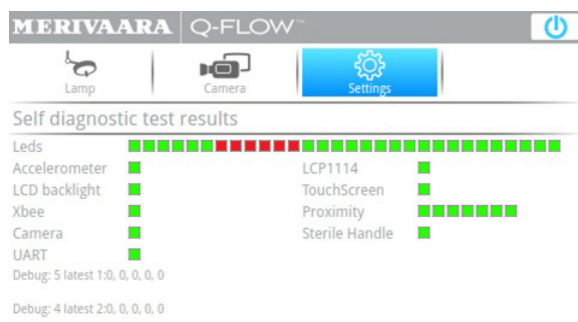 MERIVAARA Q-FLOW™
Lamp Camera Settings
Self diagnostic test results
Leds
Accelerometer LCP1114
LCD backlight TouchScreen
Xbee Proximity
Camera Sterile Handle
UART
Debug: 5 latest 1:0, 0, 0, 0, 0
Debug: 4 latest 2:0, 0, 0, 0, 0